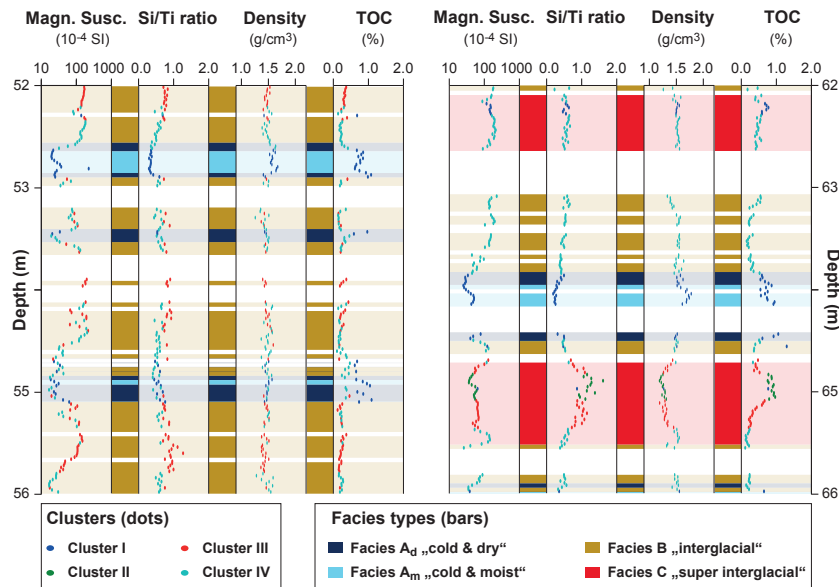 Magn. Susc. Si/Ti ratio Density TOC
(10-4 SI) (g/cm3) (%)
10 100 1000 0.0 1.0 2.0 1.0 1.5 2.0 0.0 1.0 2.0
52
53
55
56
Depth (m)
Magn. Susc. Si/Ti ratio Density TOC
(10-4 SI) (g/cm3) (%)
10 100 1000 0.0 1.0 2.0 1.0 1.5 2.0 0.0 1.0 2.0
62
63
65
66
Depth (m)
Clusters (dots)
Cluster I Cluster III
Cluster II Cluster IV
Facies types (bars)
Facies Ad „cold & dry“ Facies B „interglacial“
Facies Am „cold & moist“ Facies C „super interglacial“